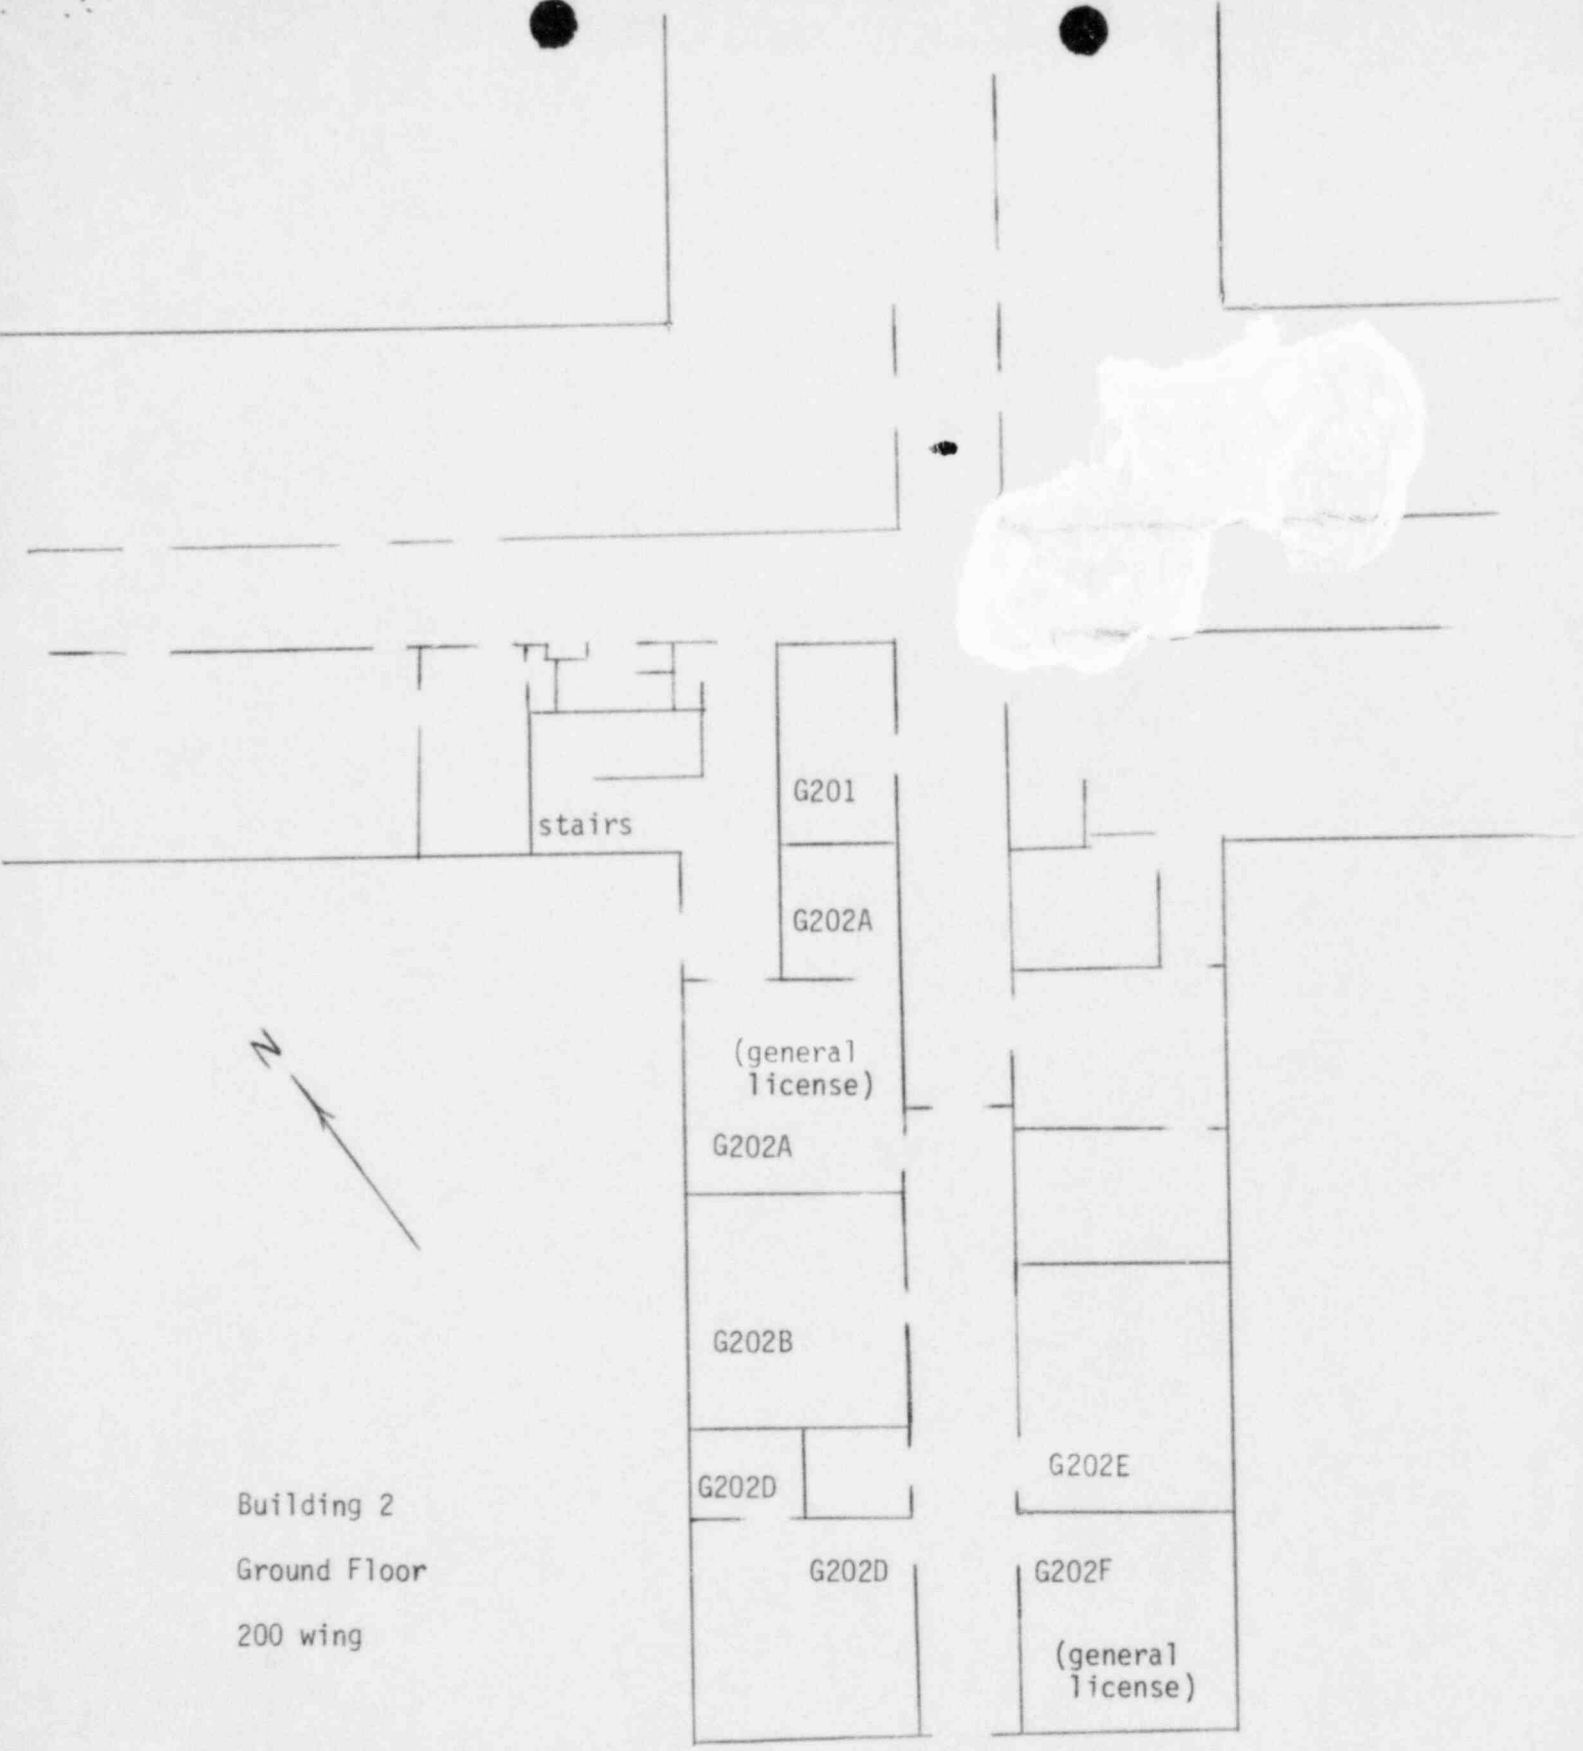 G201
stairs
G202A
N
(general
license)
G202A
G202B
G202E
G202D
Building 2
Ground Floor
200 wing
G202D
G202F
(general
license)